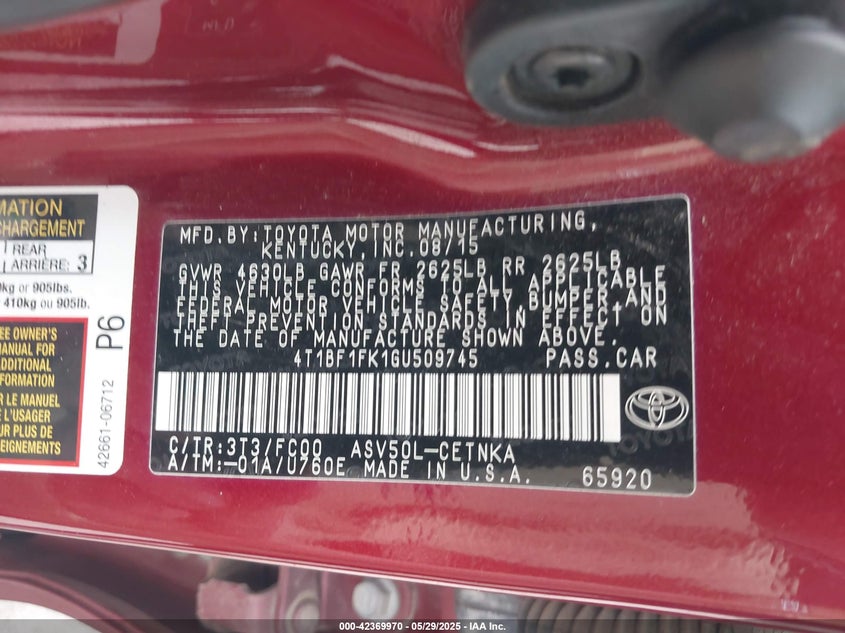 MATION
CHARGEMENT
REAR
ARRIÈRE: 3
kg or 905lbs.
410kg ou 905lb.
EE OWNER'S
MANUAL FOR
ADDITIONAL
FORMATION
R LE MANUEL
E L'USAGER
UR PLUS DE
SEIGNEMENTS
P6
42661-06712
MFD.BY:TOYOTA MOTOR MANUFACTURING,
KENTUCKY,INC.08/15
GVWR 4630LB GAWR FR 2625LB RR 2625LB
THIS VEHICLE CONFORMS TO ALL APPLICABLE
FEDERAL MOTOR VEHICLE SAFETY,BUMPER,AND
THEFT PREVENTION STANDARDS IN EFFECT ON
THE DATE OF MANUFACTURE SHOWN ABOVE.
4T1BF1FK1GU509745 PASS.CAR
C/TR:3T3/FC00 ASV50L-CETNKA
A/TM:-01A/U760E MADE IN U.S.A.
65920
000-42369970 - 05/29/2025 - IAA Inc.